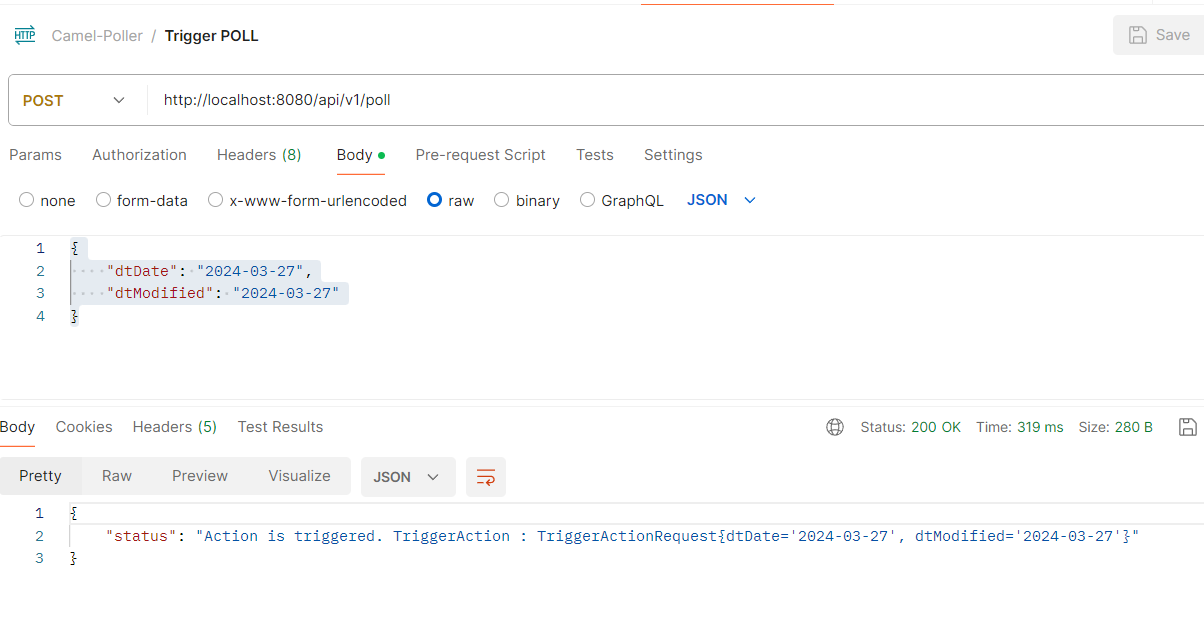 HTTP Camel-Poller / Trigger POLL Save
POST http://localhost:8080/api/v1/poll
Params Authorization Headers (8) Body Pre-request Script Tests Settings
none form-data x-www-form-urlencoded raw binary GraphQL JSON
1 {
2 "dtDate": "2024-03-27",
3 "dtModified": "2024-03-27"
4 }
Body Cookies Headers (5) Test Results Status: 200 OK Time: 319 ms Size: 280 B
Pretty Raw Preview Visualize JSON
1 {
2 "status": "Action is triggered. TriggerAction : TriggerActionRequest{dtDate='2024-03-27', dtModified='2024-03-27'}"
3 }